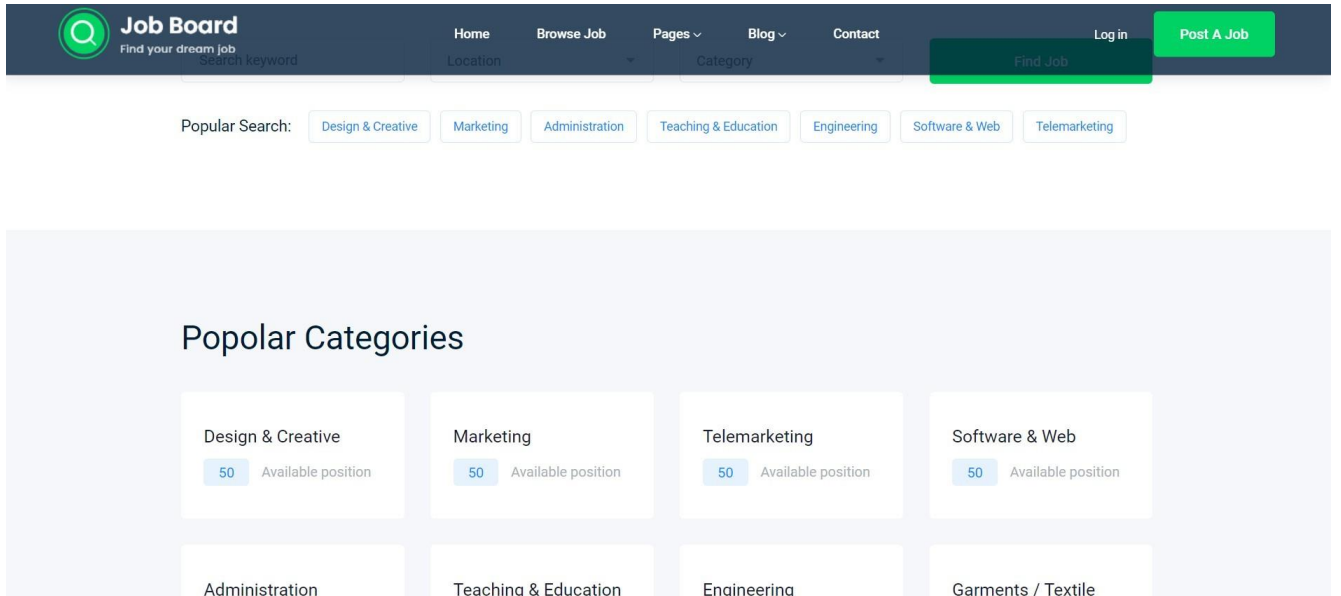 Job Board
Find your dream job
Home Browse Job Pages Blog Contact Log in Post A Job
Search keyword Location Category Find Job
Popular Search: Design & Creative Marketing Administration Teaching & Education Engineering Software & Web Telemarketing
Popolar Categories
Design & Creative Marketing Telemarketing Software & Web
50 Available position 50 Available position 50 Available position 50 Available position
Administration Teaching & Education Engineering Garments / Textile